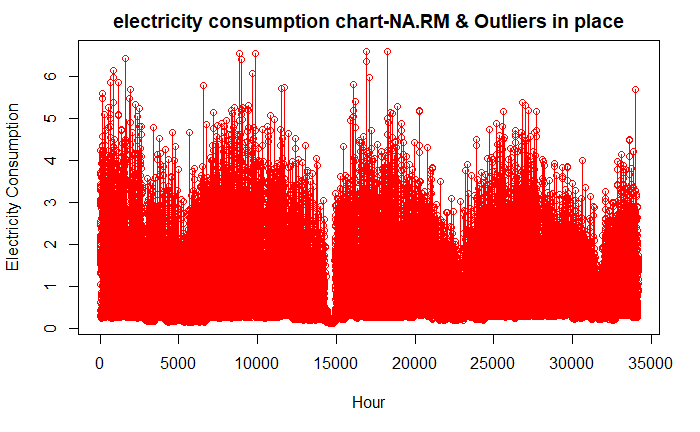 electricity consumption chart-NA.RM & Outliers in place
Electricity Consumption
6
5
4
3
2
1
0
0 5000 10000 15000 20000 25000 30000 35000
Hour